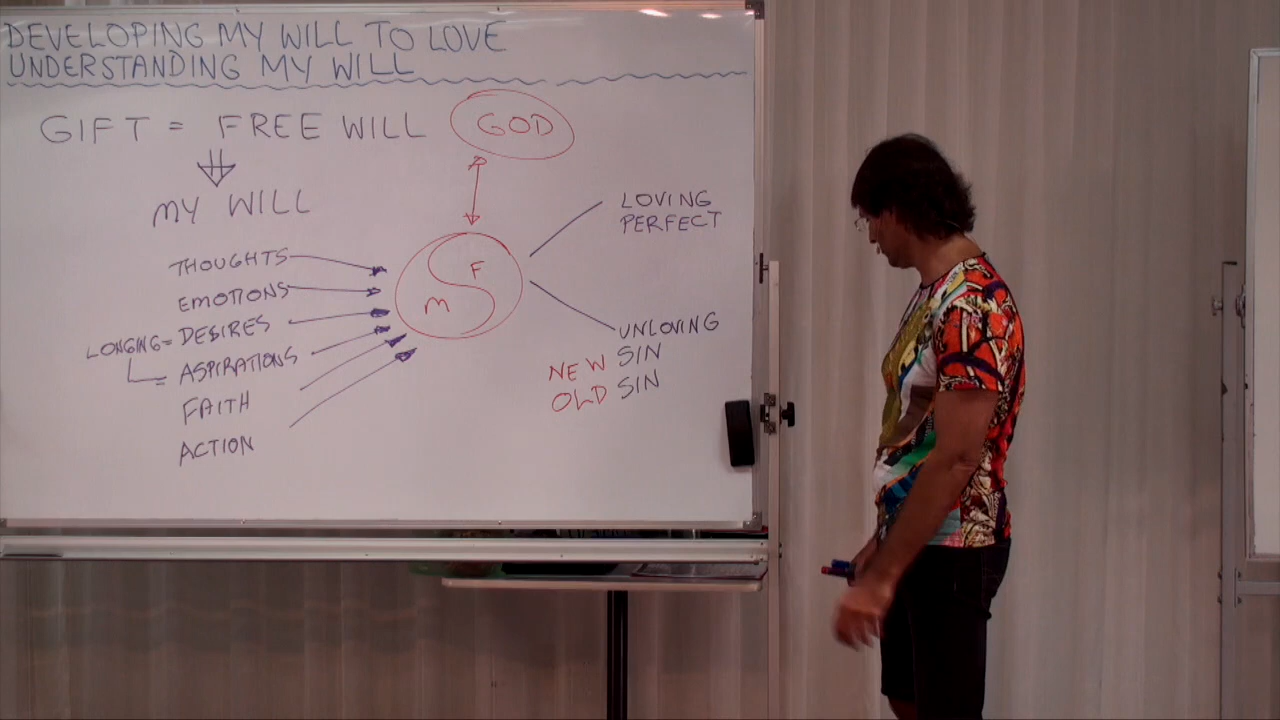 DEVELOPING MY WILL TO LOVE
UNDERSTANDING MY WILL
GIFT = FREE WILL
GOD
MY WILL
LOVING
PERFECT
THOUGHTS
EMOTIONS
LONGING = DESIRES
= ASPIRATIONS
FAITH
ACTION
F
M
UNLOVING
NEW SIN
OLD SIN